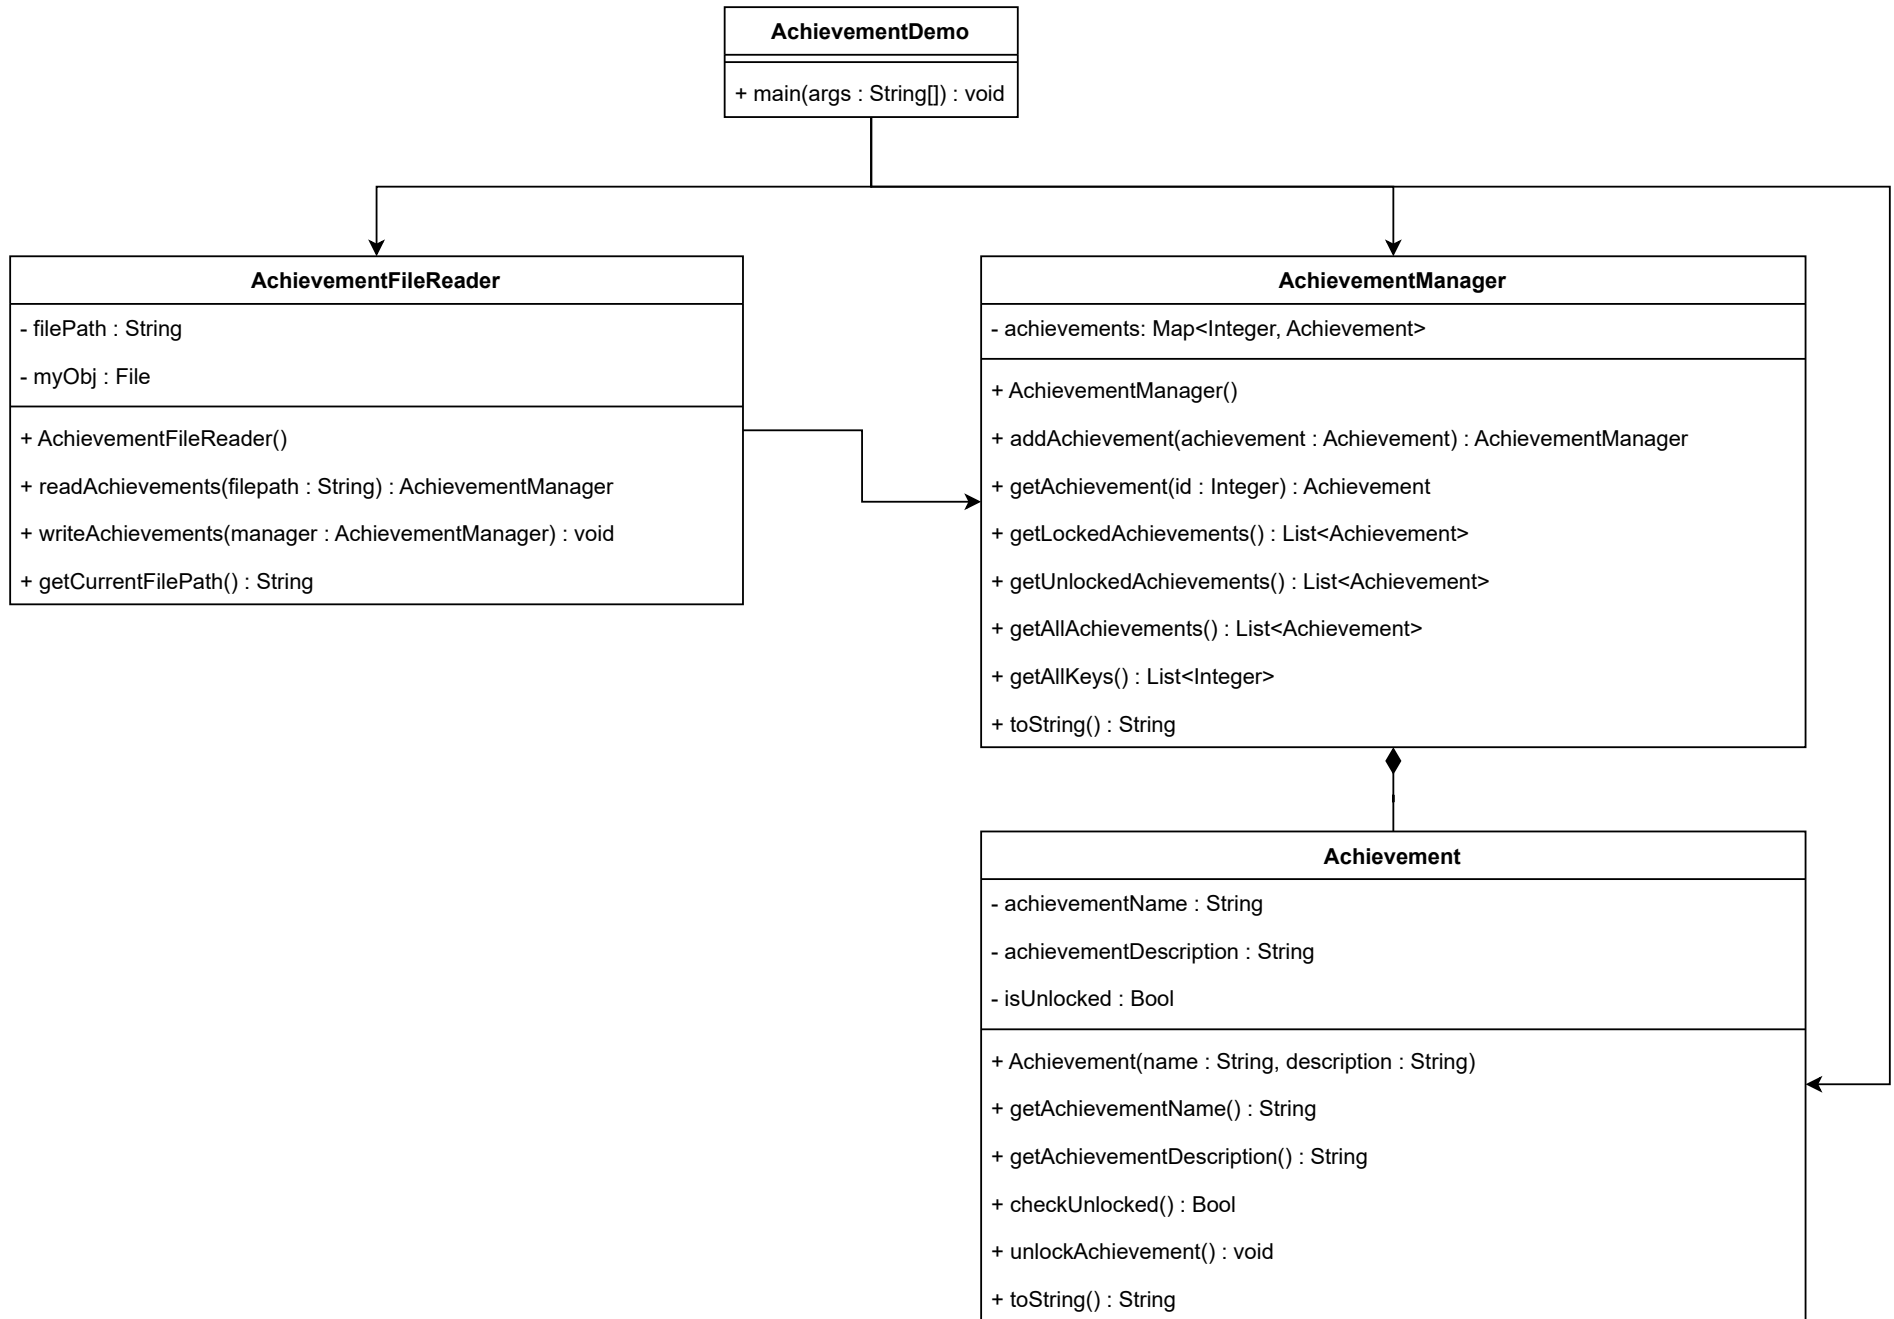 AchievementDemo
+ main(args : String[]) : void
AchievementFileReader
- filePath : String
- myObj : File
+ AchievementFileReader()
+ readAchievements(filepath : String) : AchievementManager
+ writeAchievements(manager : AchievementManager) : void
+ getCurrentFilePath() : String
AchievementManager
- achievements: Map<Integer, Achievement>
+ AchievementManager()
+ addAchievement(achievement : Achievement) : AchievementManager
+ getAchievement(id : Integer) : Achievement
+ getLockedAchievements() : List<Achievement>
+ getUnlockedAchievements() : List<Achievement>
+ getAllAchievements() : List<Achievement>
+ getAllKeys() : List<Integer>
+ toString() : String
Achievement
- achievementName : String
- achievementDescription : String
- isUnlocked : Bool
+ Achievement(name : String, description : String)
+ getAchievementName() : String
+ getAchievementDescription() : String
+ checkUnlocked() : Bool
+ unlockAchievement() : void
+ toString() : String